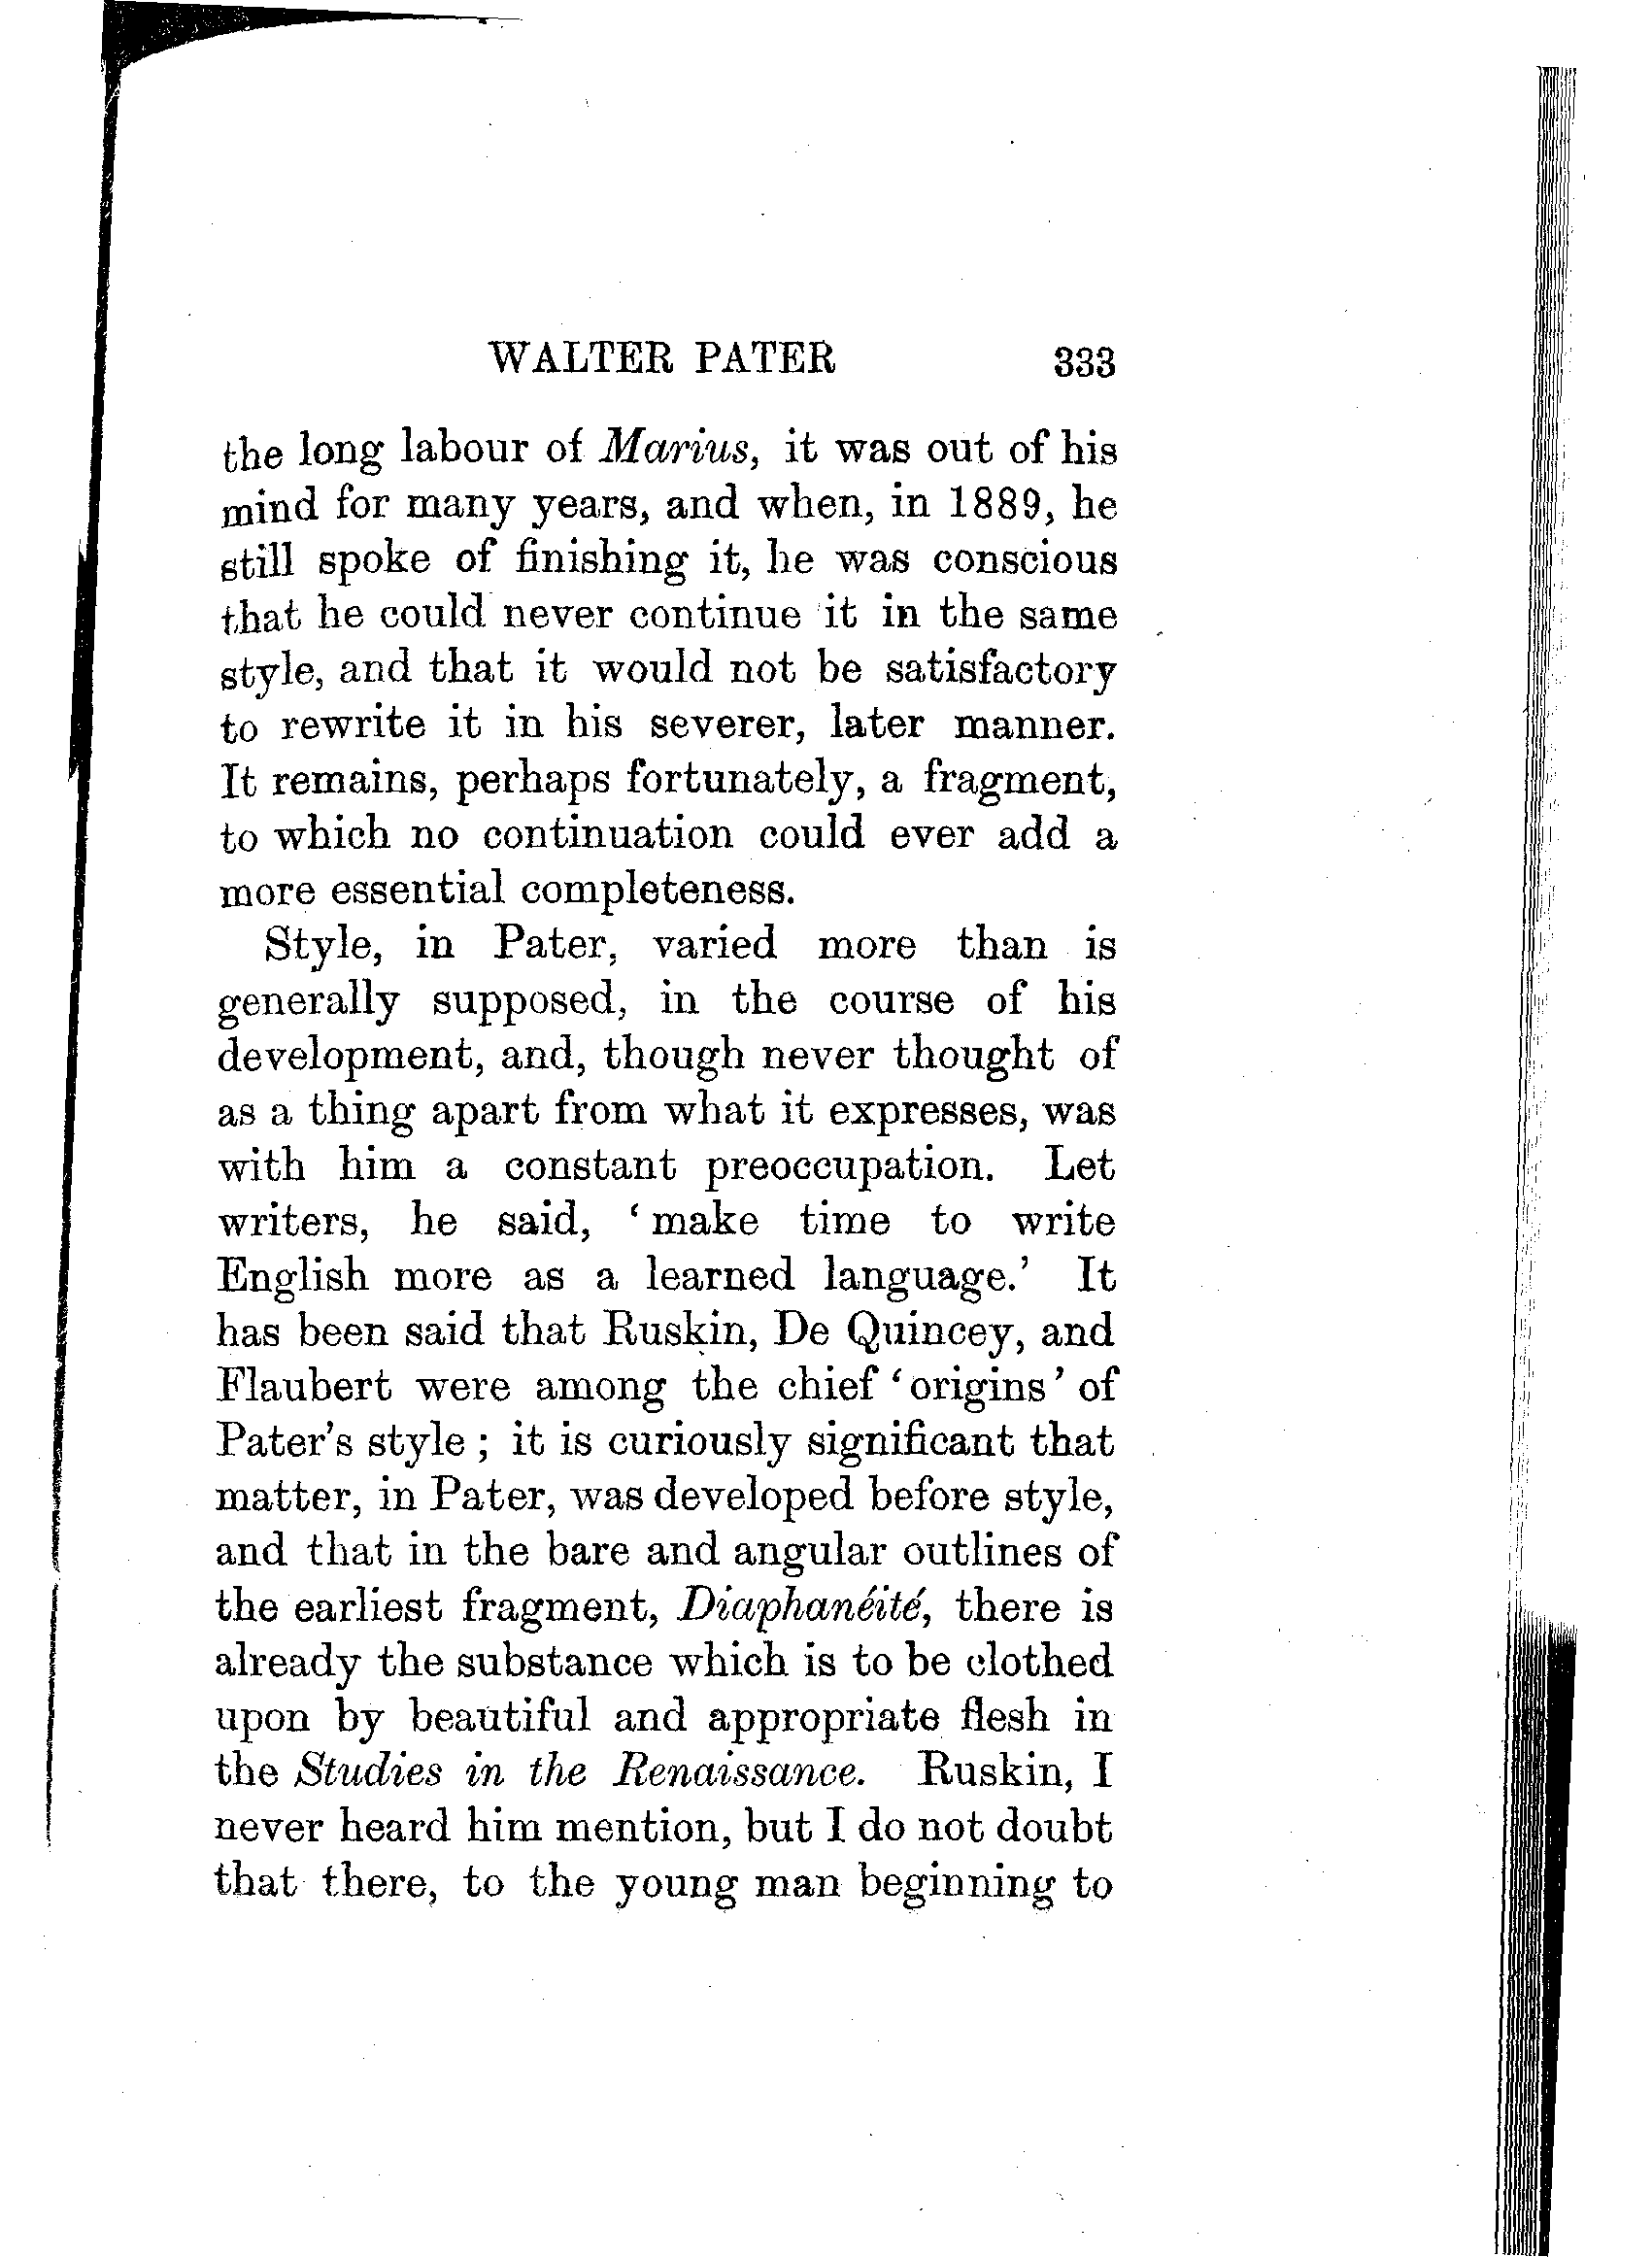 WALTER PATER 333
the long labour of Marius, it was out of his
mind for many years, and when, in 1889, he
still spoke of finishing it, he was conscious
that he could never continue it in the same
style, and that it would not be satisfactory
to rewrite it in his severer, later manner.
It remains, perhaps fortunately, a fragment,
to which no continuation could ever add a
more essential completeness.
Style, in Pater, varied more than is
generally supposed, in the course of his
development, and, though never thought of
as a thing apart from what it expresses, was
with him a constant preoccupation. Let
writers, he said, ‘make time to write
English more as a learned language.’ It
has been said that Ruskin, De Quincey, and
Flaubert were among the chief ‘origins’ of
Pater's style; it is curiously significant that
matter, in Pater, was developed before style,
and that in the bare and angular outlines of
the earliest fragment, Diaphanéité, there is
already the substance which is to be clothed
upon by beautiful and appropriate flesh in
the Studies in the Renaissance. Ruskin, I
never heard him mention, but I do not doubt
that there, to the young man beginning to